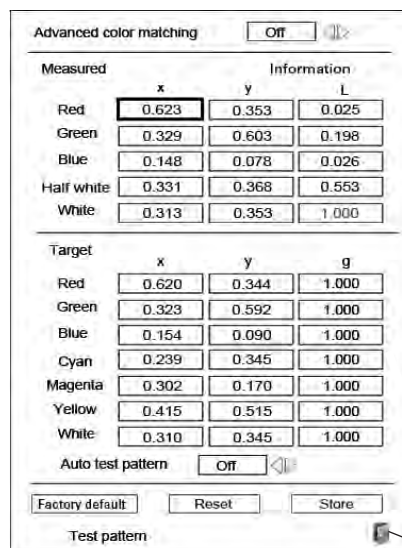 Advanced color matching Off
Measured Information
x y L
Red 0.623 0.353 0.025
Green 0.329 0.603 0.198
Blue 0.148 0.078 0.026
Half white 0.331 0.368 0.553
White 0.313 0.353 1.000
Target
x y g
Red 0.620 0.344 1.000
Green 0.323 0.592 1.000
Blue 0.154 0.090 1.000
Cyan 0.239 0.345 1.000
Magenta 0.302 0.170 1.000
Yellow 0.415 0.515 1.000
White 0.310 0.345 1.000
Auto test pattern Off
Factory default Reset Store
Test pattern